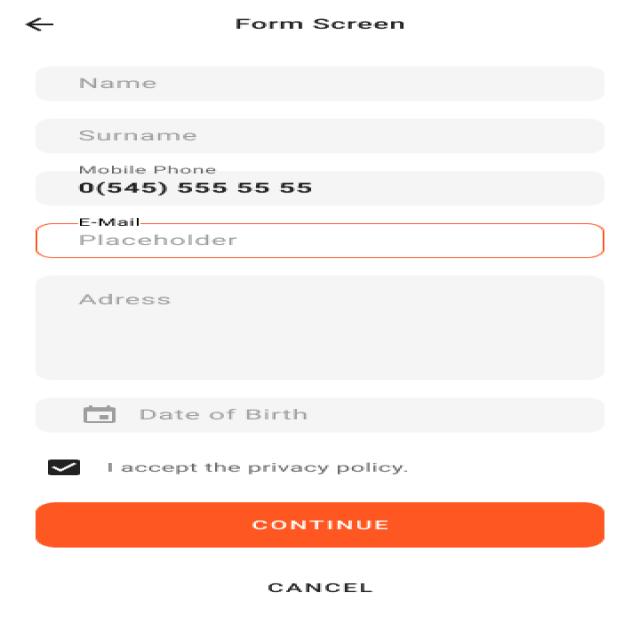 Form Screen
Name
Surname
Mobile Phone
0(545) 555 55 55
E-Mail
Placeholder
Adress
Date of Birth
I accept the privacy policy.
CONTINUE
CANCEL